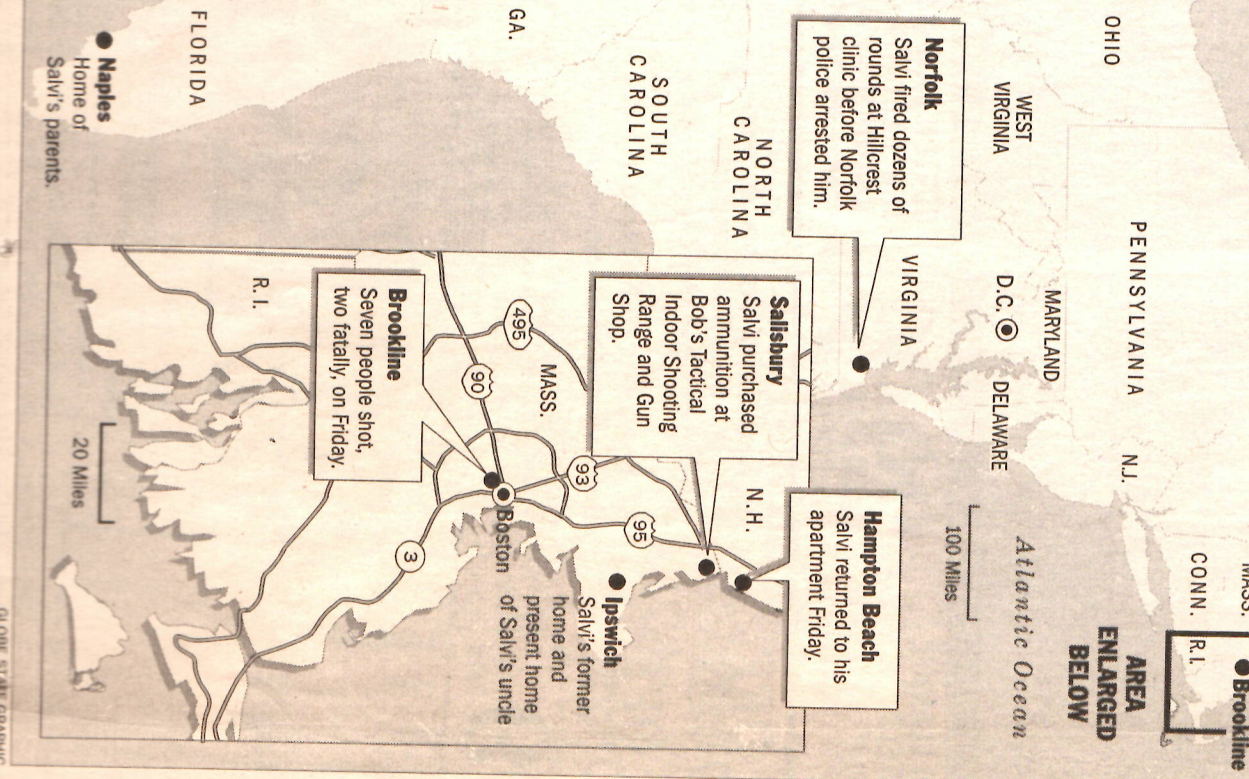 MASS.
Brookline
CONN.
R.I.
AREA
ENLARGED
BELOW
OHIO
PENNSYLVANIA
N.J.
WEST
VIRGINIA
MARYLAND
D.C.
DELAWARE
Atlantic Ocean
100 Miles
Norfolk
Salvi fired dozens of
rounds at Hillcrest
clinic before Norfolk
police arrested him.
VIRGINIA
NORTH
CAROLINA
SOUTH
CAROLINA
GA.
FLORIDA
Naples
Home of
Salvi's parents.
Hampton Beach
Salvi returned to his
apartment Friday.
N.H.
Salisbury
Salvi purchased
ammunition at
Bob's Tactical
Indoor Shooting
Range and Gun
Shop.
95
93
495
MASS.
90
Ipswich
Salvi's former
home and
present home
of Salvi's uncle
Boston
Brookline
Seven people shot,
two fatally, on Friday.
3
R.I.
20 Miles
GLOBE STAFF GRAPHIC